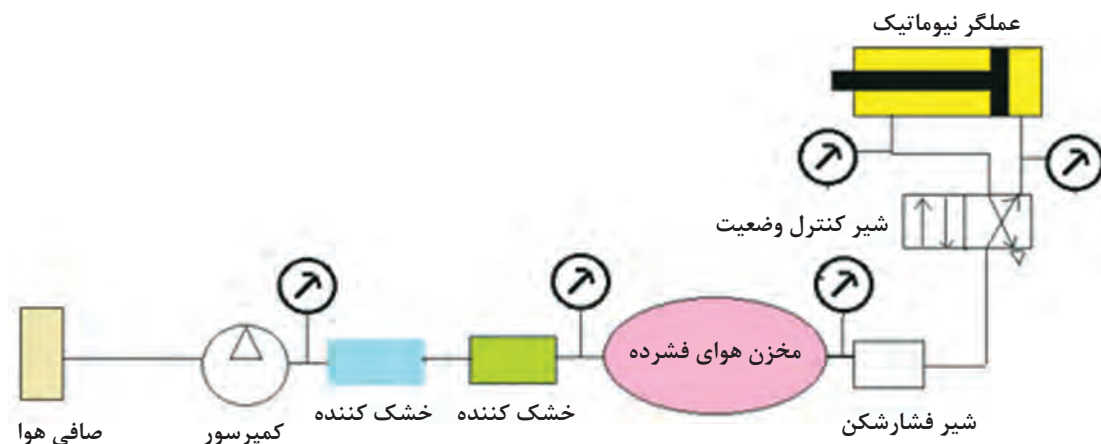 عملگر نیوماتیک
شیر کنترل وضعیت
مخزن هوای فشرده
صافی هوا
کمپرسور
خشک کننده
خشک کننده
شیر فشارشکن